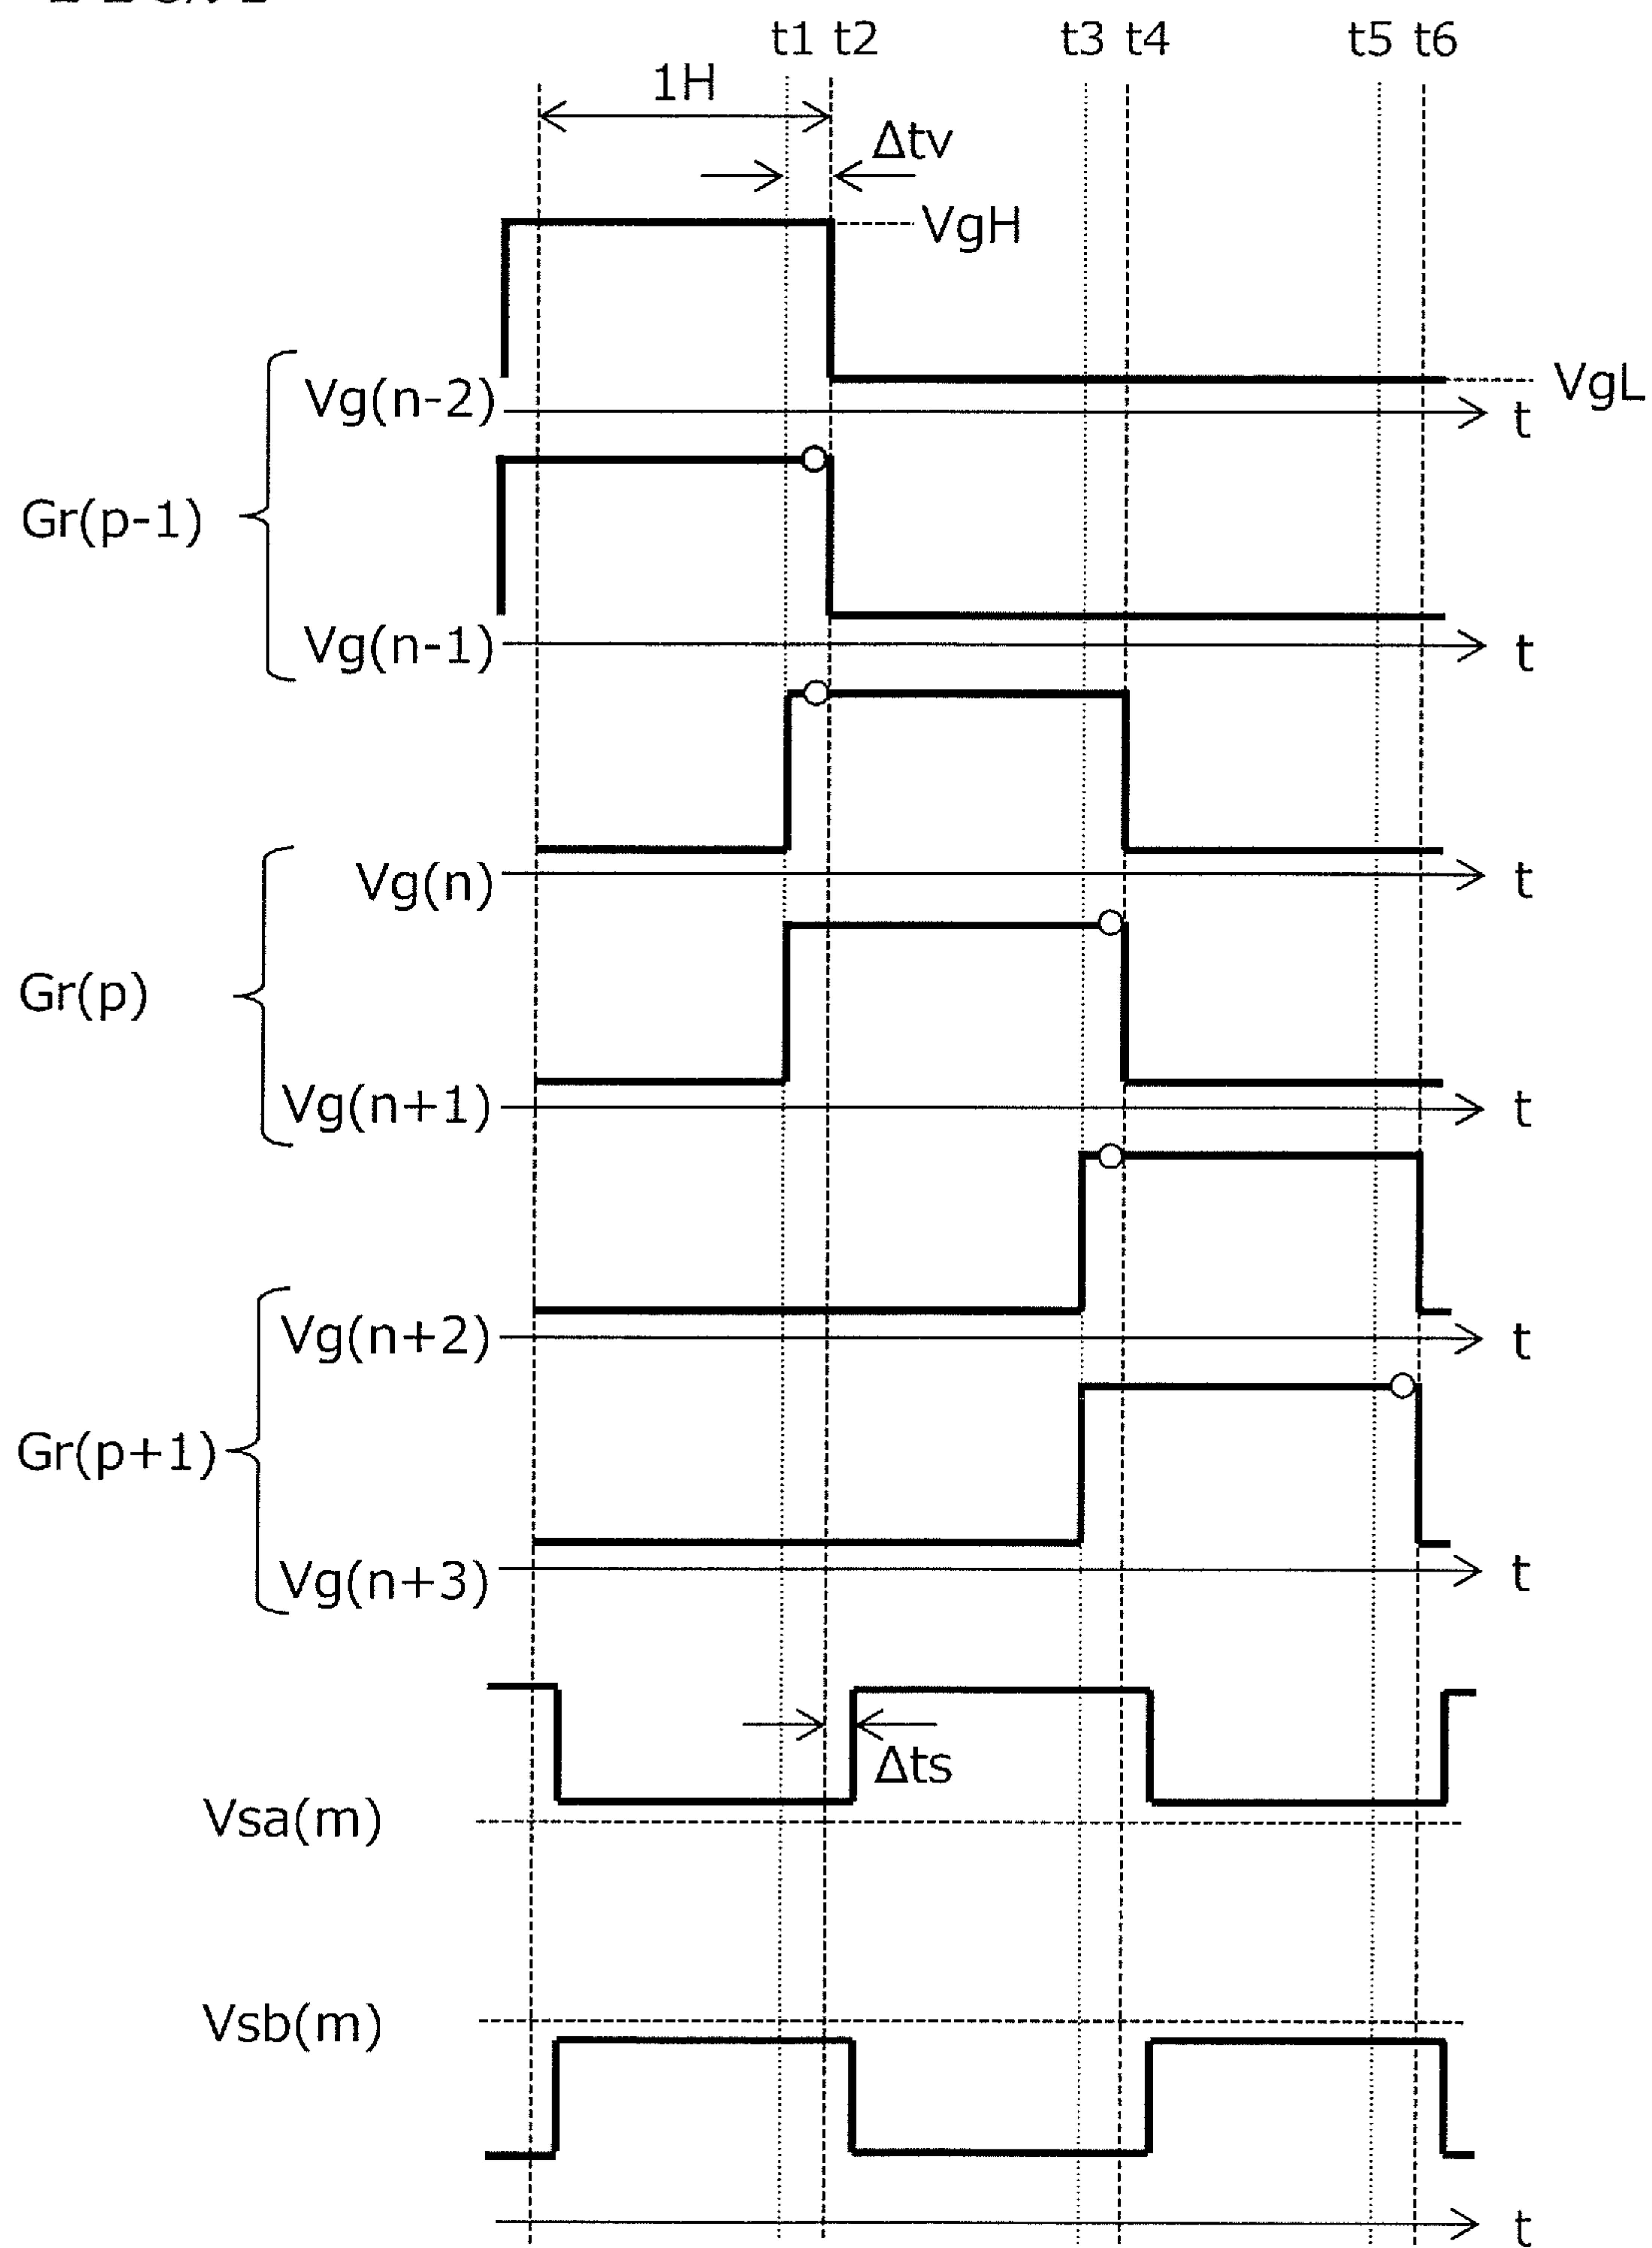 t1 t2 t3 t4 t5 t6
1H
Δtv
VgH
Vg(n-2)
VgL
t
Gr(p-1)
Vg(n-1)
t
Vg(n)
t
Gr(p)
Vg(n+1)
t
Vg(n+2)
t
Gr(p+1)
Vg(n+3)
t
Δts
Vsa(m)
Vsb(m)
t